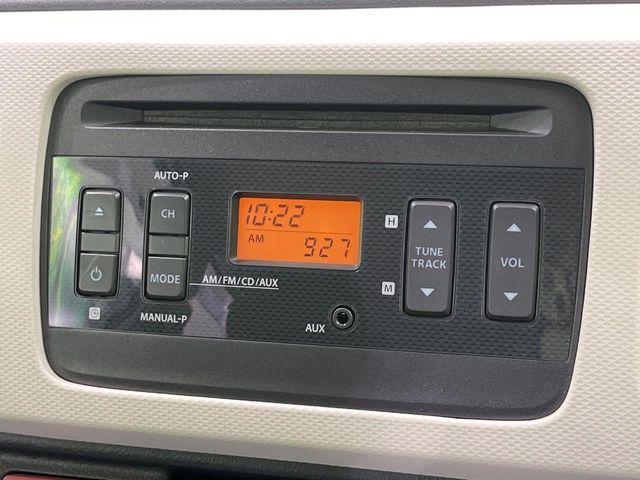 AUTO-P
CH
MODE
MANUAL-P
10:22
AM
927
AM/FM/CD/AUX
AUX
H
TUNE
TRACK
M
VOL